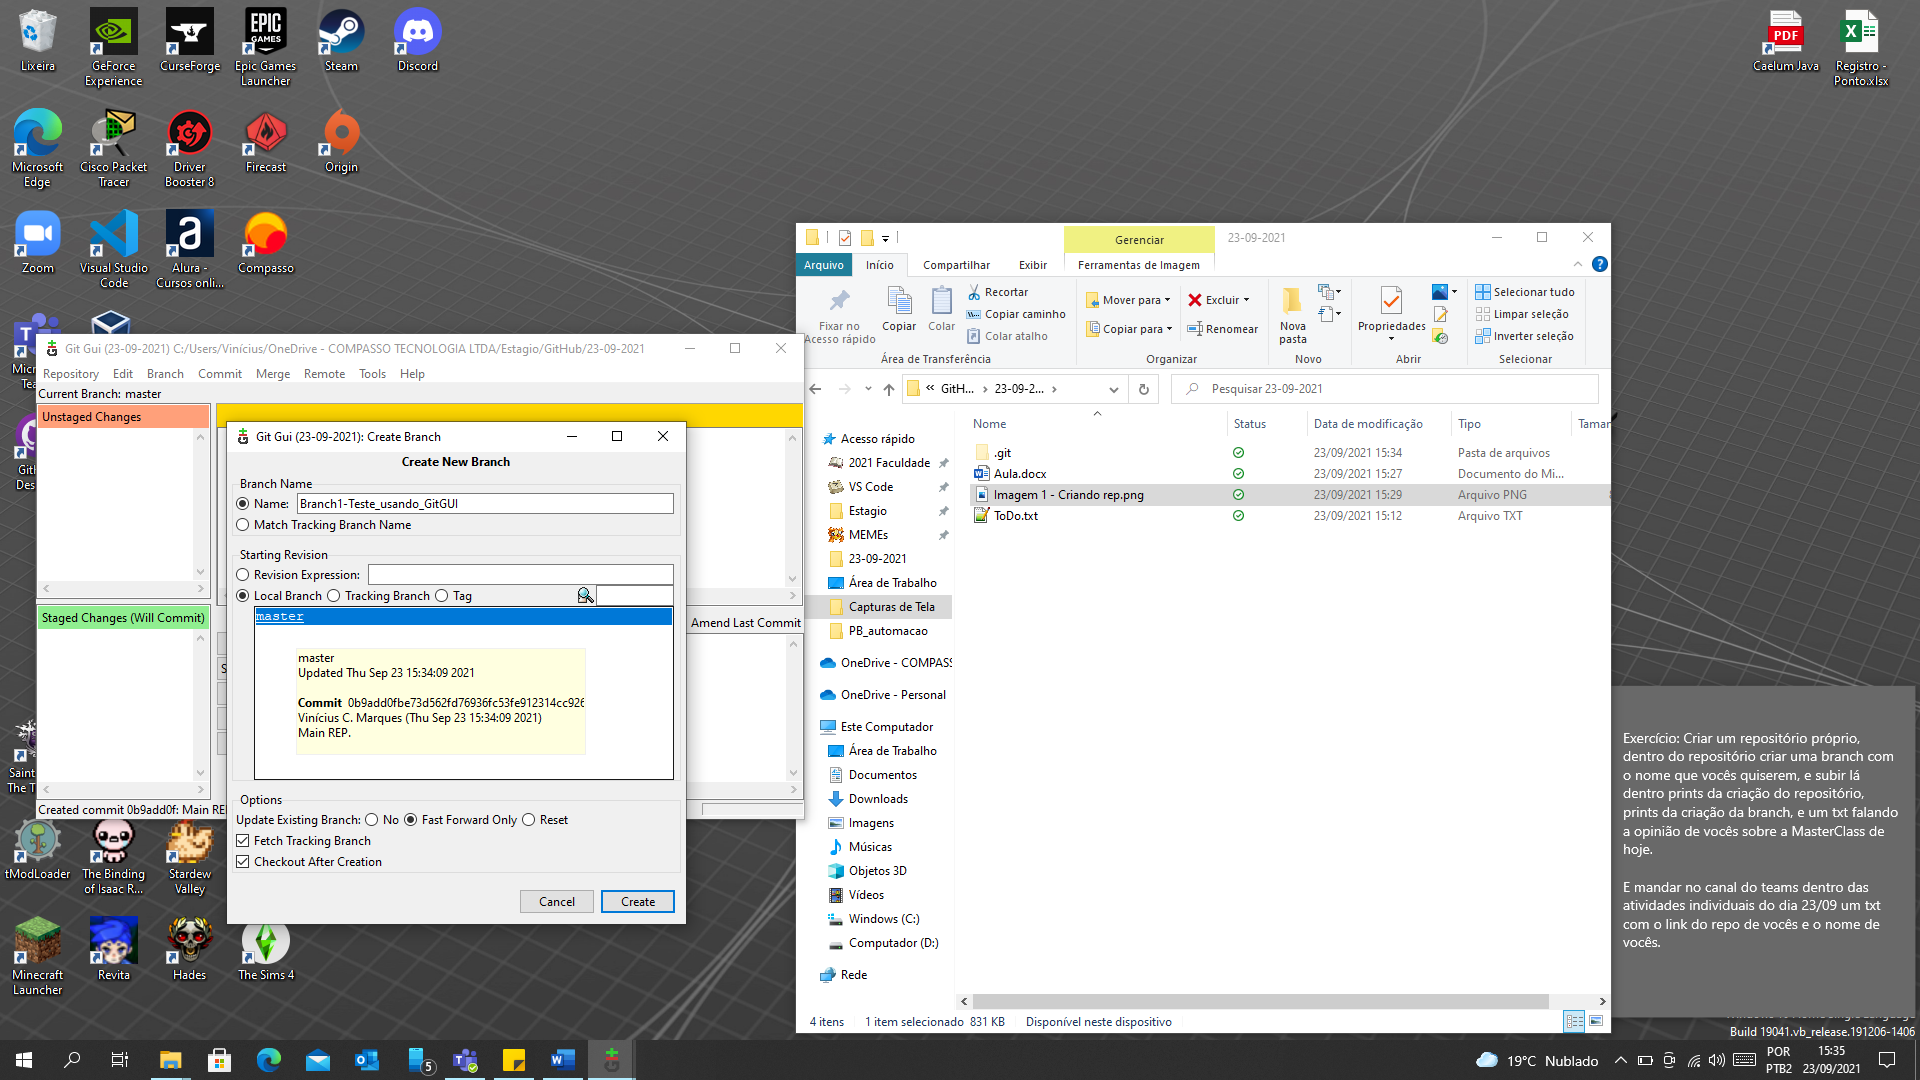 Lixeira
GeForce Experience
CurseForge
Epic Games Launcher
Steam
Discord
Caelum Java
Registro - Ponto.xlsx
Microsoft Edge
Cisco Packet Tracer
Driver Booster 8
Firecast
Origin
Zoom
Visual Studio Code
Alura - Cursos onli...
Compasso
Git Gui (23-09-2021) C:/Users/Vinícius/OneDrive - COMPASSO TECNOLOGIA LTDA/Estagio/GitHub/23-09-2021
Repository Edit Branch Commit Merge Remote Tools Help
Current Branch: master
Unstaged Changes
Staged Changes (Will Commit)
Amend Last Commit
Created commit 0b9add0f: Main RE
Git Gui (23-09-2021): Create Branch
Create New Branch
Branch Name
Name: Branch1-Teste_usando_GitGUI
Match Tracking Branch Name
Starting Revision
Revision Expression:
Local Branch Tracking Branch Tag
master
master
Updated Thu Sep 23 15:34:09 2021
Commit 0b9add0fbe73d562fd76936fc53fe912314cc926
Vinícius C. Marques (Thu Sep 23 15:34:09 2021)
Main REP.
Options
Update Existing Branch: No Fast Forward Only Reset
Fetch Tracking Branch
Checkout After Creation
Cancel Create
tModLoader
The Binding of Isaac R...
Stardew Valley
Minecraft Launcher
Revita
Hades
The Sims 4
Gerenciar 23-09-2021
Arquivo Início Compartilhar Exibir Ferramentas de Imagem
Fixar no Acesso rápido
Copiar
Colar
Recortar
Copiar caminho
Colar atalho
Área de Transferência
Mover para
Copiar para
Excluir
Renomear
Organizar
Nova pasta
Novo
Propriedades
Abrir
Selecionar tudo
Limpar seleção
Inverter seleção
Selecionar
« GitH... › 23-09-2... ›
Pesquisar 23-09-2021
Nome Status Data de modificação Tipo Tamar
.git 23/09/2021 15:34 Pasta de arquivos
Aula.docx 23/09/2021 15:27 Documento do Mi...
Imagem 1 - Criando rep.png 23/09/2021 15:29 Arquivo PNG
ToDo.txt 23/09/2021 15:12 Arquivo TXT
Acesso rápido
2021 Faculdade
VS Code
Estagio
MEMEs
23-09-2021
Área de Trabalho
Capturas de Tela
PB_automacao
OneDrive - COMPASS
OneDrive - Personal
Este Computador
Área de Trabalho
Documentos
Downloads
Imagens
Músicas
Objetos 3D
Vídeos
Windows (C:)
Computador (D:)
Rede
4 itens 1 item selecionado 831 KB Disponível neste dispositivo
Exercício: Criar um repositório próprio,
dentro do repositório criar uma branch com
o nome que vocês quiserem, e subir lá
dentro prints da criação do repositório,
prints da criação da branch, e um txt falando
a opinião de vocês sobre a MasterClass de
hoje.
E mandar no canal do teams dentro das
atividades individuais do dia 23/09 um txt
com o link do repo de vocês e o nome de
vocês.
Build 19041.vb_release.191206-1406
5
19°C Nublado
POR
PTB2
15:35
23/09/2021